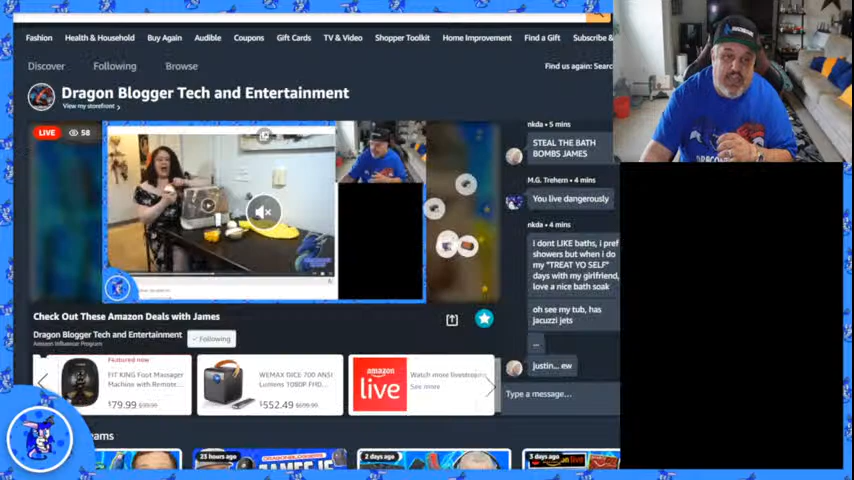 Fashion
Health & Household
Buy Again
Audible
Coupons
Gift Cards
TV & Video
Shopper Toolkit
Home Improvement
Find a Gift
Subscribe &
Discover
Following
Browse
Find us again: Searc
Dragon Blogger Tech and Entertainment
View my storefront
LIVE
58
nkda • 5 mins
STEAL THE BATH
BOMBS JAMES
M.G. Trehern • 4 mins
You live dangerously
nkda • 4 mins
i dont LIKE baths, i pref
showers but when i do
my "TREAT YO SELF"
days with my girlfriend,
love a nice bath soak
oh see my tub, has
jacuzzi jets
...
justin... ew
Type a message...
Check Out These Amazon Deals with James
Dragon Blogger Tech and Entertainment
Amazon Influencer Program
Following
Featured now
FIT KING Foot Massager
Machine with Remote...
$79.99
WEMAX DICE 700 ANSI
Lumens 1080P FHD...
$552.49
amazon
live
Watch more livestream
See more
eams
23 hours ago
2 days ago
3 days ago